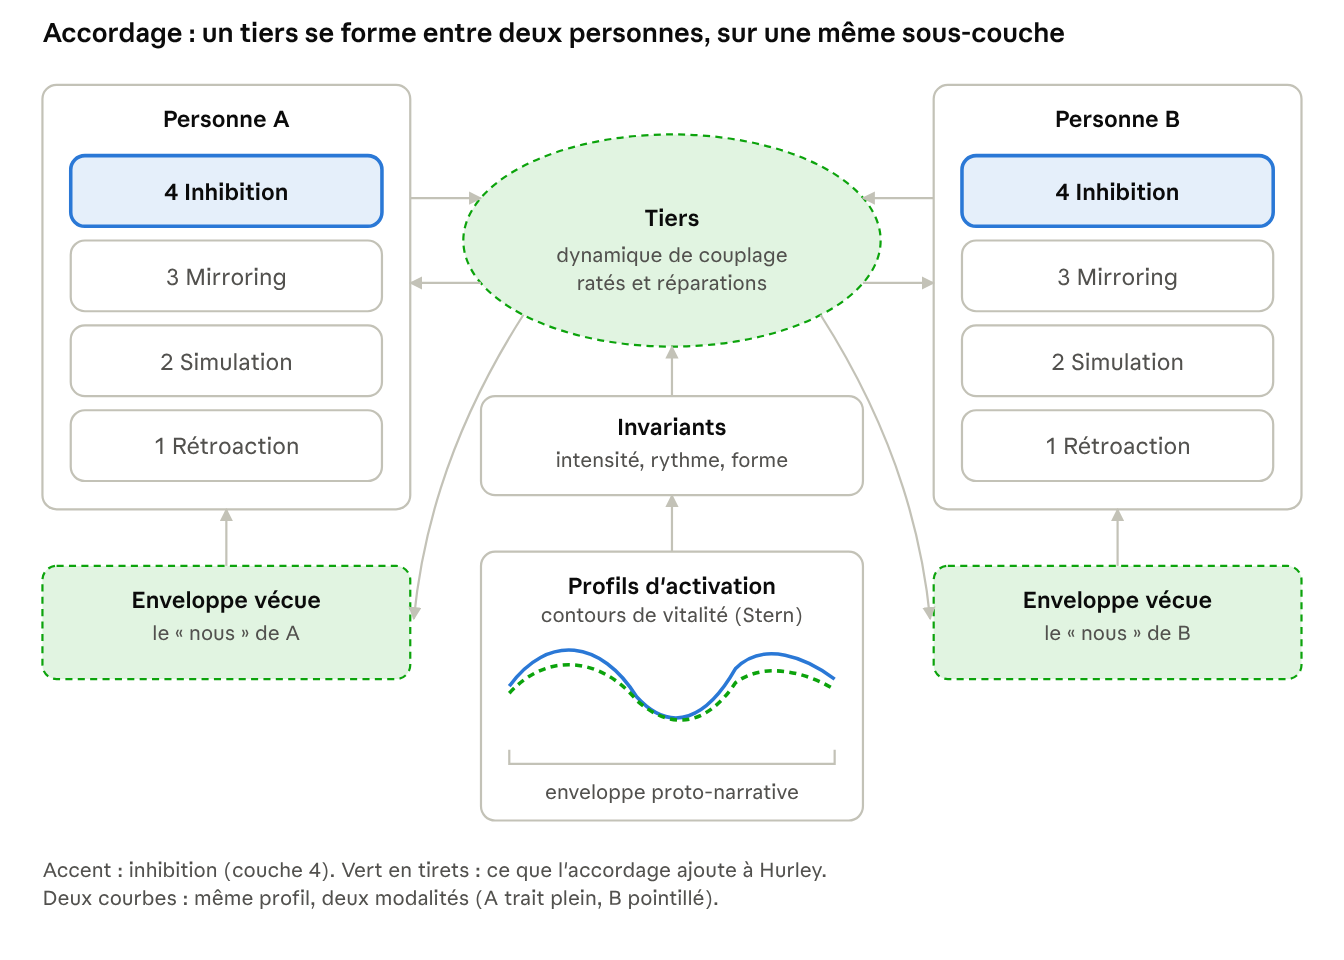 Accordage : un tiers se forme entre deux personnes, sur une même sous-couche
Personne A
4 Inhibition
3 Mirroring
2 Simulation
1 Rétroaction
Enveloppe vécue
le « nous » de A
Tiers
dynamique de couplage
ratés et réparations
Invariants
intensité, rythme, forme
Profils d'activation
contours de vitalité (Stern)
enveloppe proto-narrative
Personne B
4 Inhibition
3 Mirroring
2 Simulation
1 Rétroaction
Enveloppe vécue
le « nous » de B
Accent : inhibition (couche 4). Vert en tirets : ce que l'accordage ajoute à Hurley.
Deux courbes : même profil, deux modalités (A trait plein, B pointillé).